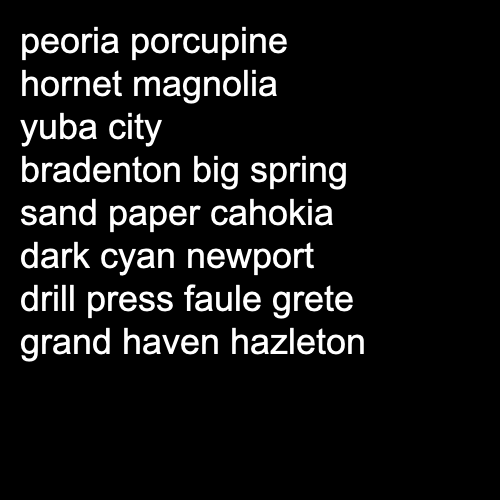 peoria porcupine
hornet magnolia
yuba city
bradenton big spring
sand paper cahokia
dark cyan newport
drill press faule grete
grand haven hazleton